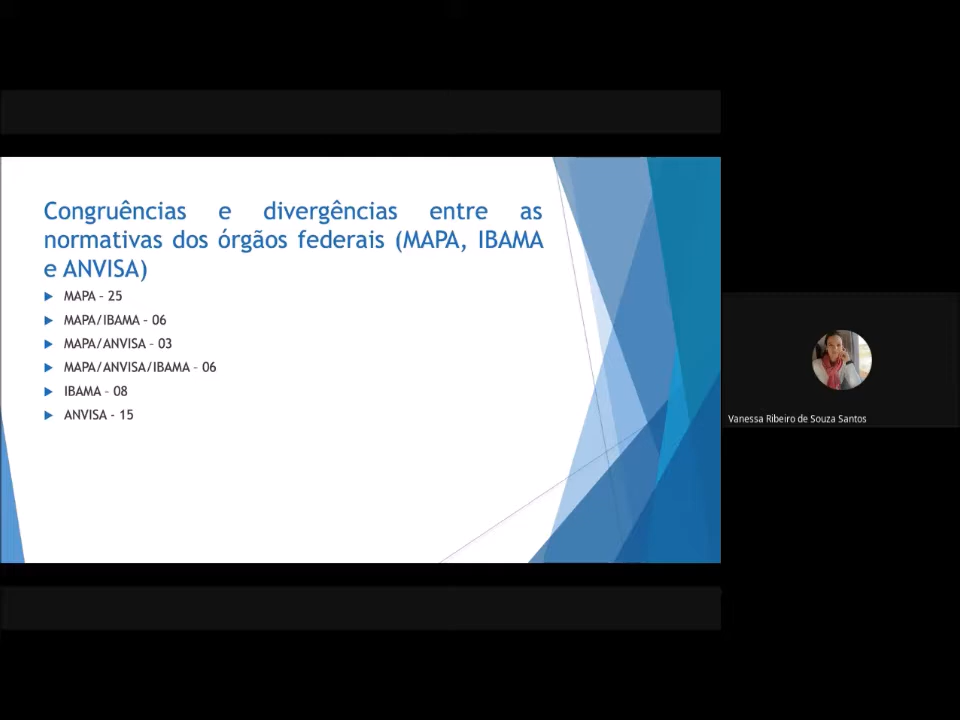 Congruências e divergências entre as
normativas dos órgãos federais (MAPA, IBAMA
e ANVISA)
MAPA – 25
MAPA/IBAMA – 06
MAPA/ANVISA – 03
MAPA/ANVISA/IBAMA – 06
IBAMA – 08
ANVISA - 15
Vanessa Ribeiro de Souza Santos